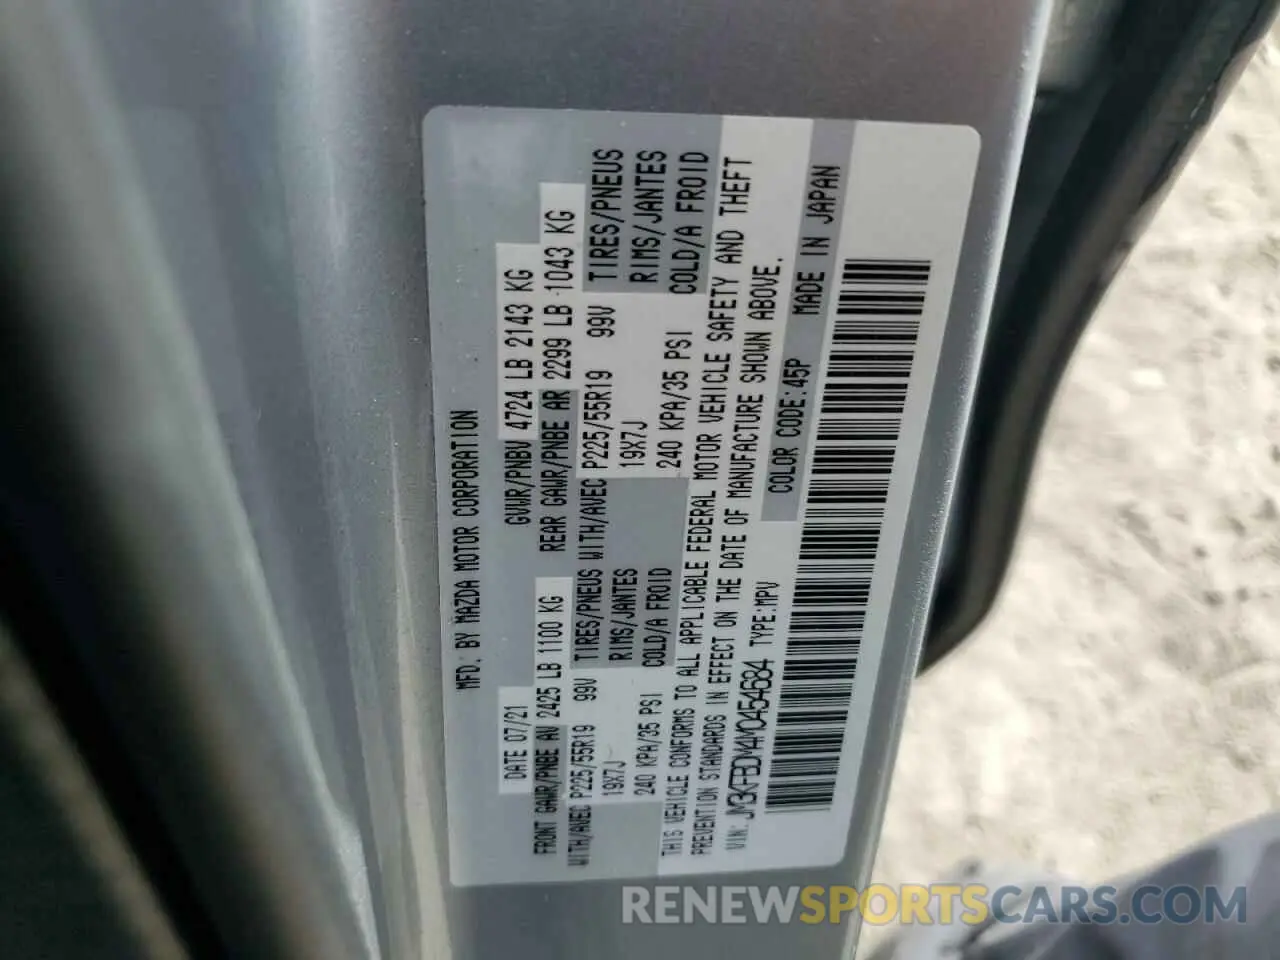 MFD. BY MAZDA MOTOR CORPORATION
DATE 07/21 GVWR/PNBV 4724 LB 2143 KG
FRONT GAWR/PNBE AV 2425 LB 1100 KG REAR GAWR/PNBE AR 2299 LB 1043 KG
WITH/AVEC P225/55R19 99V TIRES/PNEUS WITH/AVEC P225/55R19 99V TIRES/PNEUS
19X7J RIMS/JANTES 19X7J RIMS/JANTES
240 KPA/35 PSI COLD/A FROID 240 KPA/35 PSI COLD/A FROID
THIS VEHICLE CONFORMS TO ALL APPLICABLE FEDERAL MOTOR VEHICLE SAFETY AND THEFT
PREVENTION STANDARDS IN EFFECT ON THE DATE OF MANUFACTURE SHOWN ABOVE.
VIN: JM3KFBDM4M0454684 TYPE:MPV COLOR CODE:45P MADE IN JAPAN
RENEWSPORTSCARS.COM